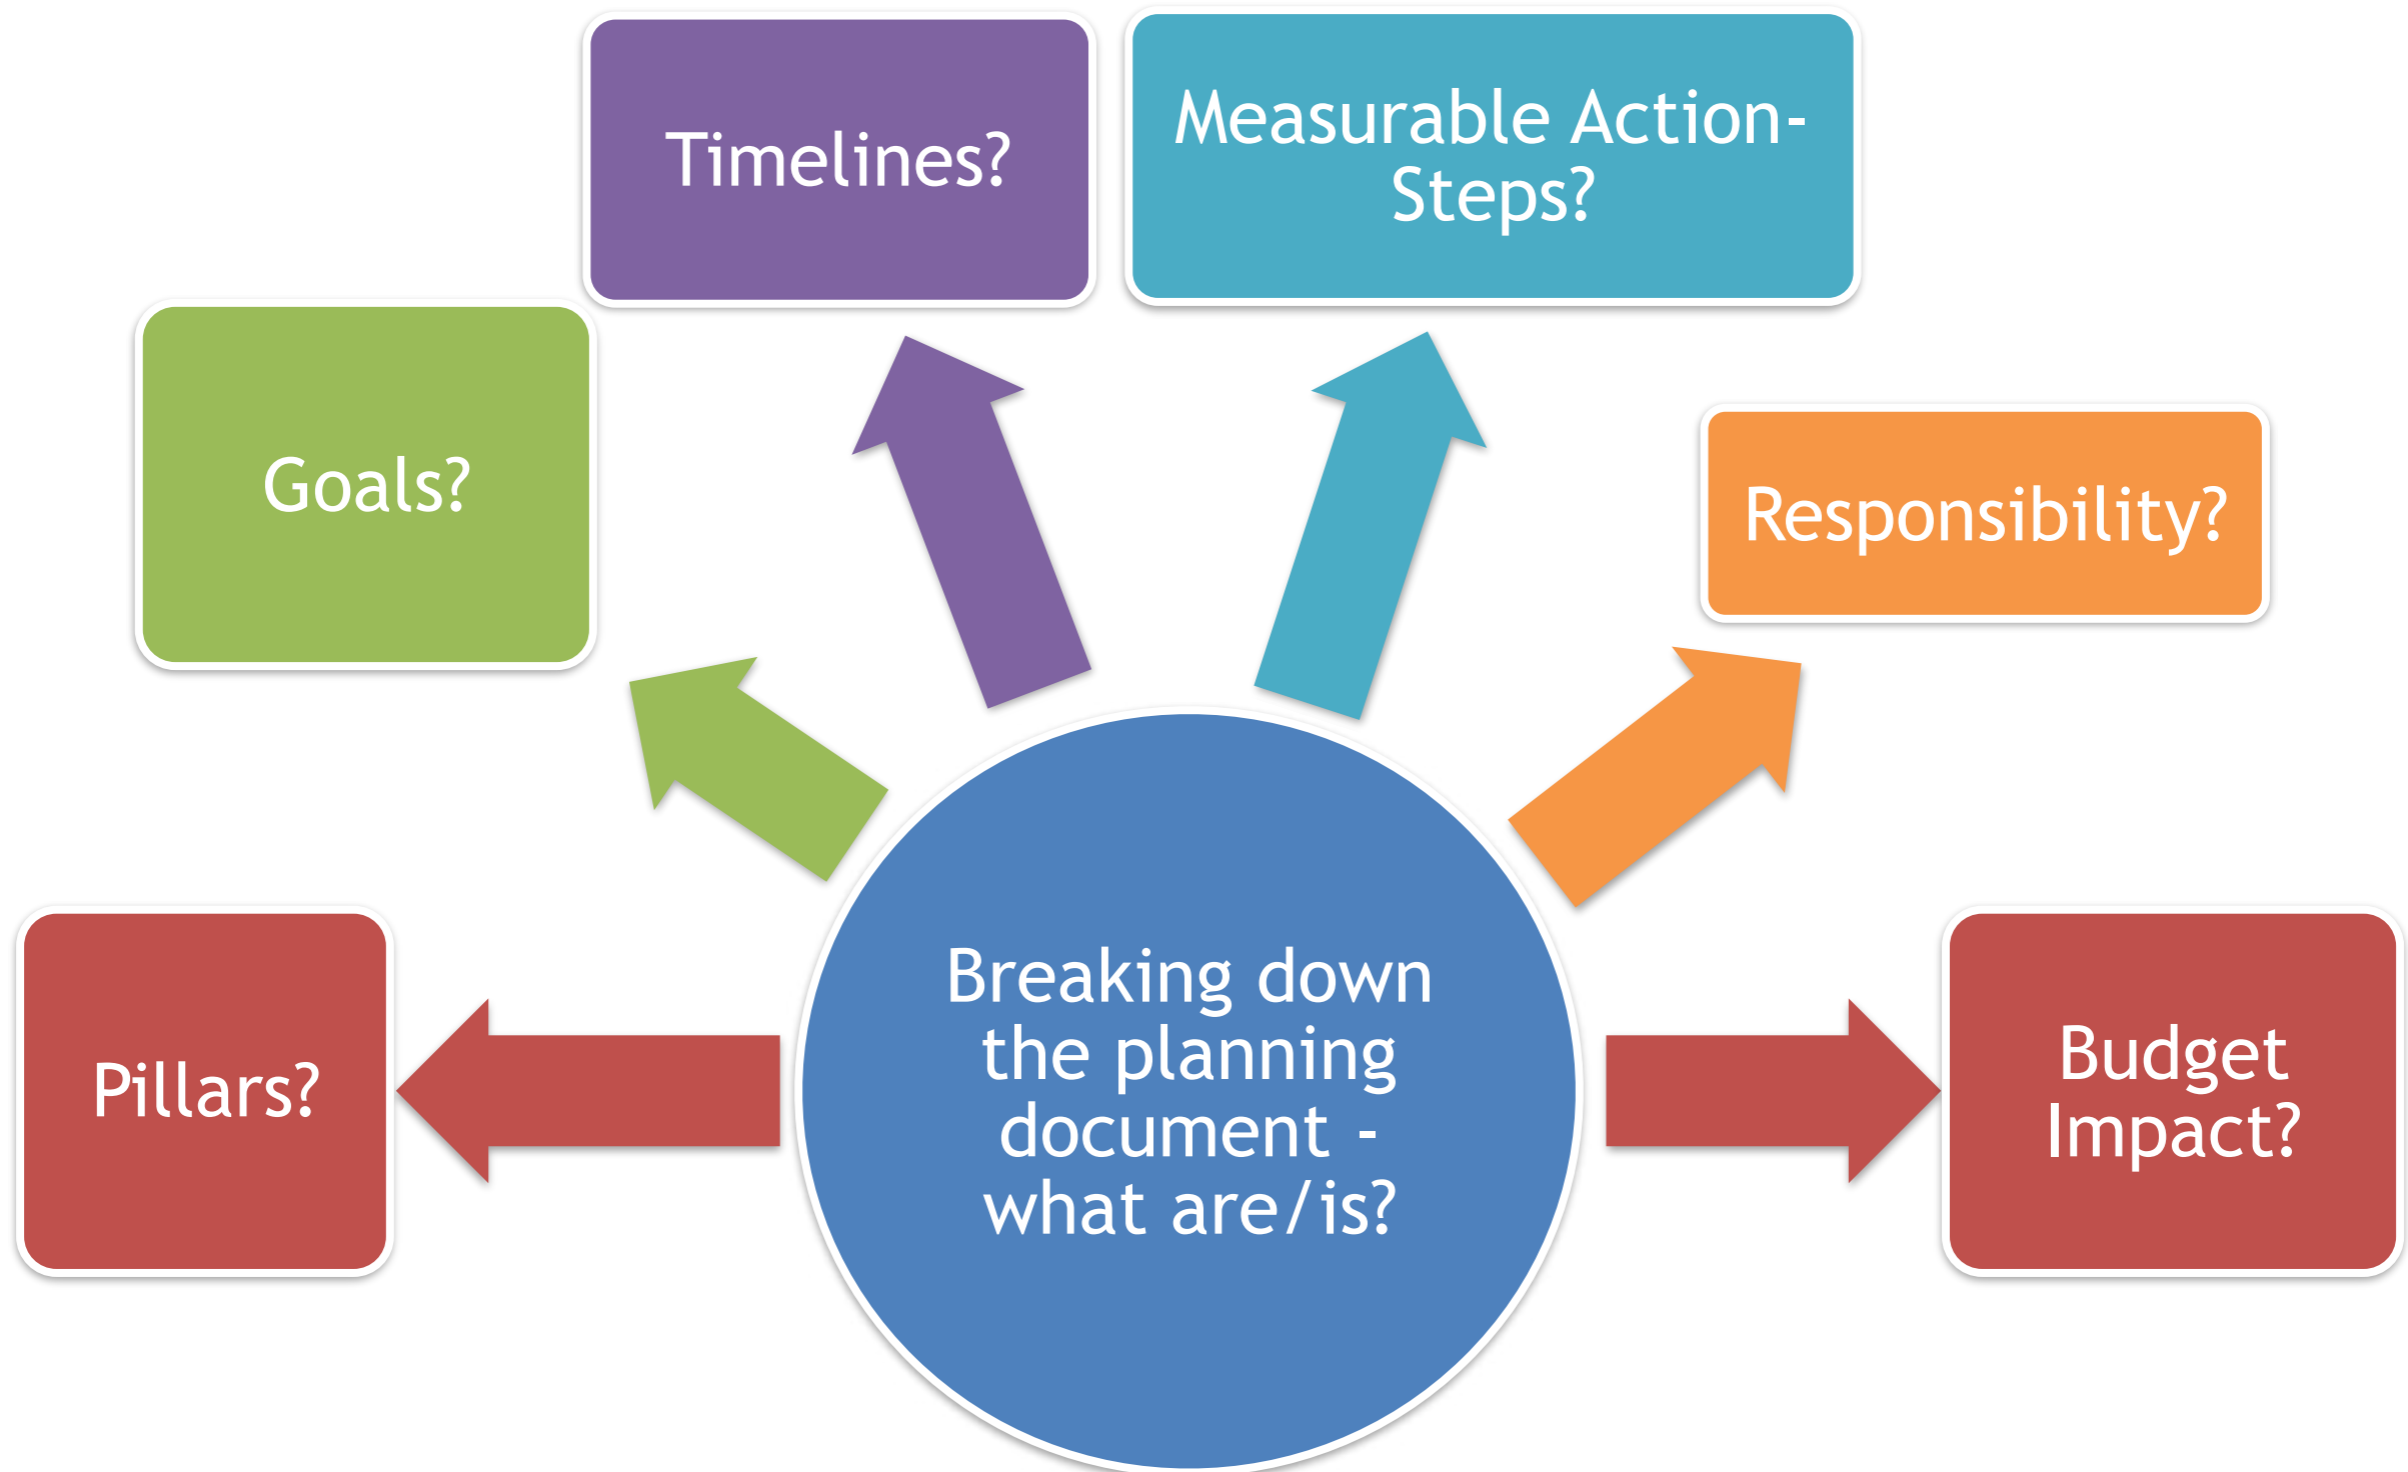 Timelines?
Measurable Action-
Steps?
Goals?
Responsibility?
Pillars?
Breaking down
the planning
document -
what are/is?
Budget
Impact?